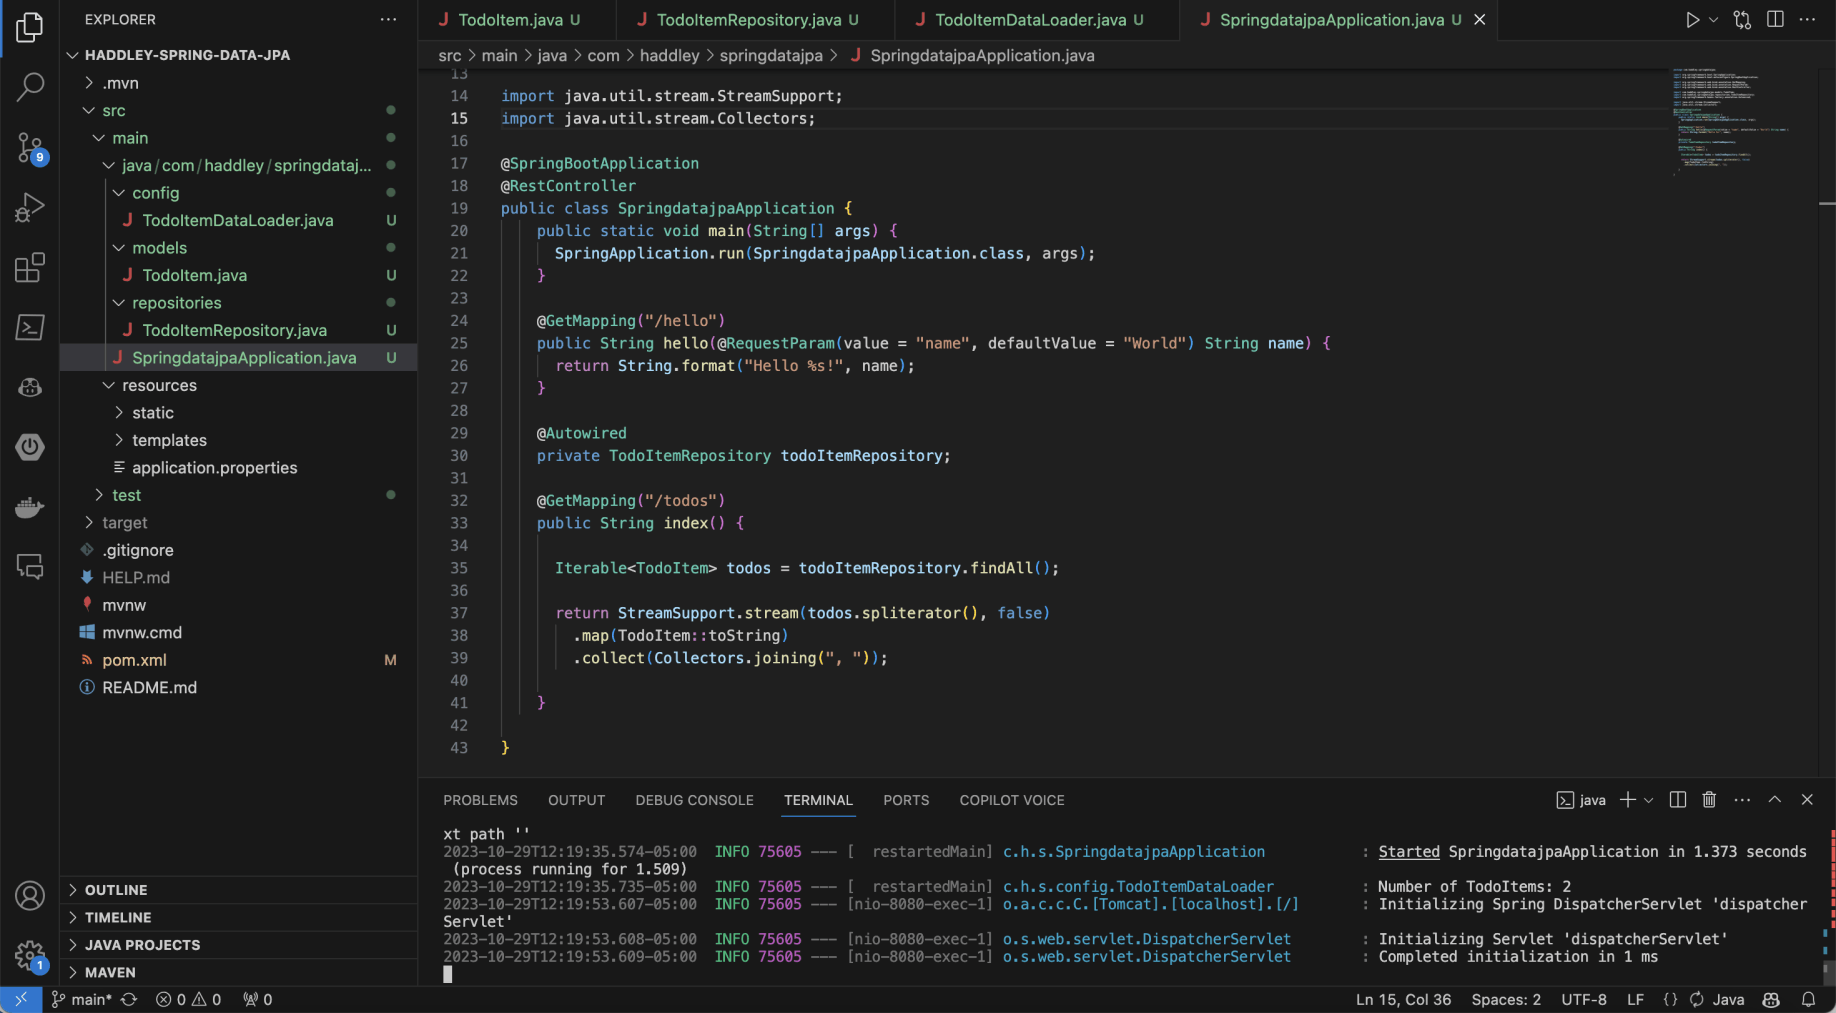 EXPLORER
HADDLEY-SPRING-DATA-JPA
.mvn
src
main
java/com/haddley/springdataj...
config
TodoItemDataLoader.java U
models
TodoItem.java U
repositories
TodoItemRepository.java U
SpringdatajpaApplication.java U
resources
static
templates
application.properties
test
target
.gitignore
HELP.md
mvnw
mvnw.cmd
pom.xml M
README.md
OUTLINE
TIMELINE
JAVA PROJECTS
MAVEN
9
1
J TodoItem.java U
J TodoItemRepository.java U
J TodoItemDataLoader.java U
J SpringdatajpaApplication.java U
src > main > java > com > haddley > springdatajpa > J SpringdatajpaApplication.java
13
14 import java.util.stream.StreamSupport;
15 import java.util.stream.Collectors;
16
17 @SpringBootApplication
18 @RestController
19 public class SpringdatajpaApplication {
20 public static void main(String[] args) {
21 SpringApplication.run(SpringdatajpaApplication.class, args);
22 }
23
24 @GetMapping("/hello")
25 public String hello(@RequestParam(value = "name", defaultValue = "World") String name) {
26 return String.format("Hello %s!", name);
27 }
28
29 @Autowired
30 private TodoItemRepository todoItemRepository;
31
32 @GetMapping("/todos")
33 public String index() {
34
35 Iterable<TodoItem> todos = todoItemRepository.findAll();
36
37 return StreamSupport.stream(todos.spliterator(), false)
38 .map(TodoItem::toString)
39 .collect(Collectors.joining(", "));
40
41 }
42
43 }
PROBLEMS OUTPUT DEBUG CONSOLE TERMINAL PORTS COPILOT VOICE
java
xt path ''
2023-10-29T12:19:35.574-05:00 INFO 75605 --- [ restartedMain] c.h.s.SpringdatajpaApplication : Started SpringdatajpaApplication in 1.373 seconds
(process running for 1.509)
2023-10-29T12:19:35.735-05:00 INFO 75605 --- [ restartedMain] c.h.s.config.TodoItemDataLoader : Number of TodoItems: 2
2023-10-29T12:19:53.607-05:00 INFO 75605 --- [nio-8080-exec-1] o.a.c.c.C.[Tomcat].[localhost].[/] : Initializing Spring DispatcherServlet 'dispatcher
Servlet'
2023-10-29T12:19:53.608-05:00 INFO 75605 --- [nio-8080-exec-1] o.s.web.servlet.DispatcherServlet : Initializing Servlet 'dispatcherServlet'
2023-10-29T12:19:53.609-05:00 INFO 75605 --- [nio-8080-exec-1] o.s.web.servlet.DispatcherServlet : Completed initialization in 1 ms
main* 0 0 0
Ln 15, Col 36 Spaces: 2 UTF-8 LF {} Java